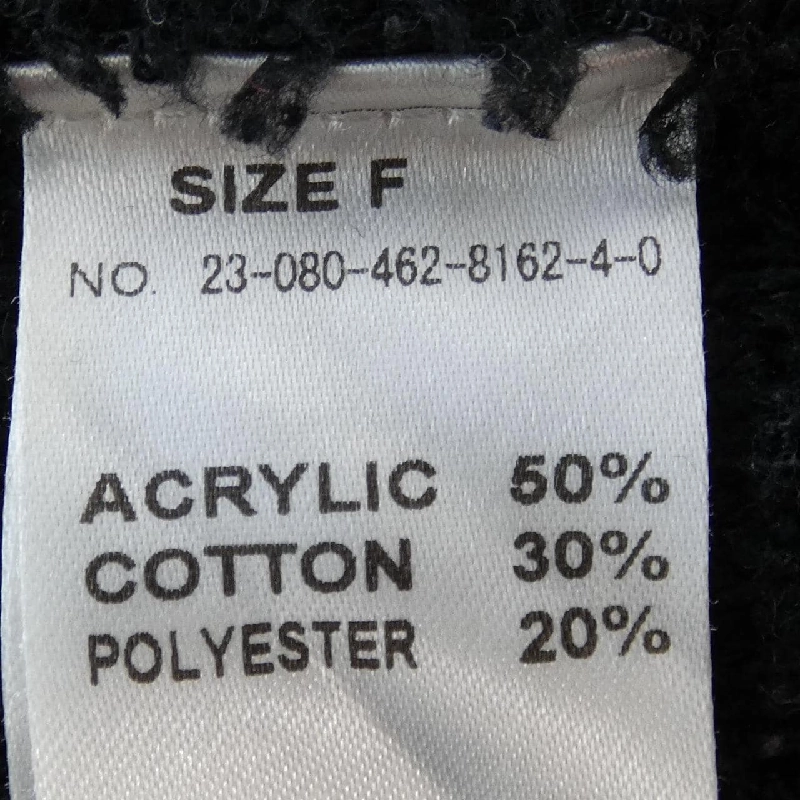 SIZE F
NO. 23-080-462-8162-4-0
ACRYLIC 50%
COTTON 30%
POLYESTER 20%